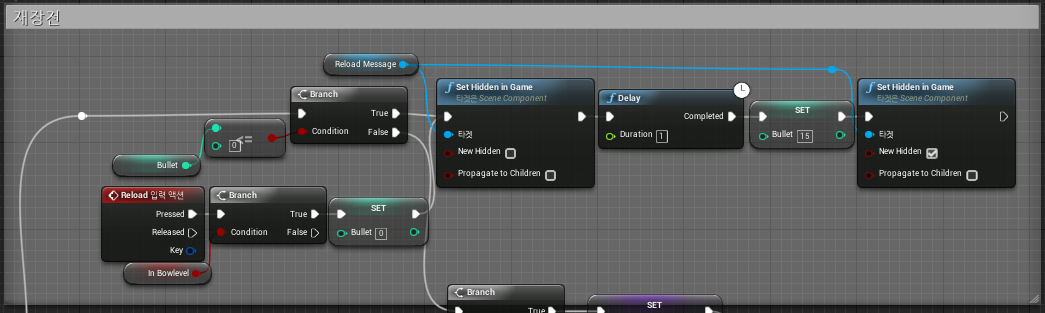 재장전
Reload Message
Branch
True
Condition
False
<=
0
Bullet
Set Hidden in Game
타겟은 Scene Component
타겟
New Hidden
Propagate to Children
Delay
Completed
Duration 1
SET
Bullet 15
Set Hidden in Game
타겟은 Scene Component
타겟
New Hidden
Propagate to Children
Reload 입력 액션
Pressed
Released
Key
Branch
True
Condition
False
SET
Bullet 0
In Bowlevel
Branch
True
SET